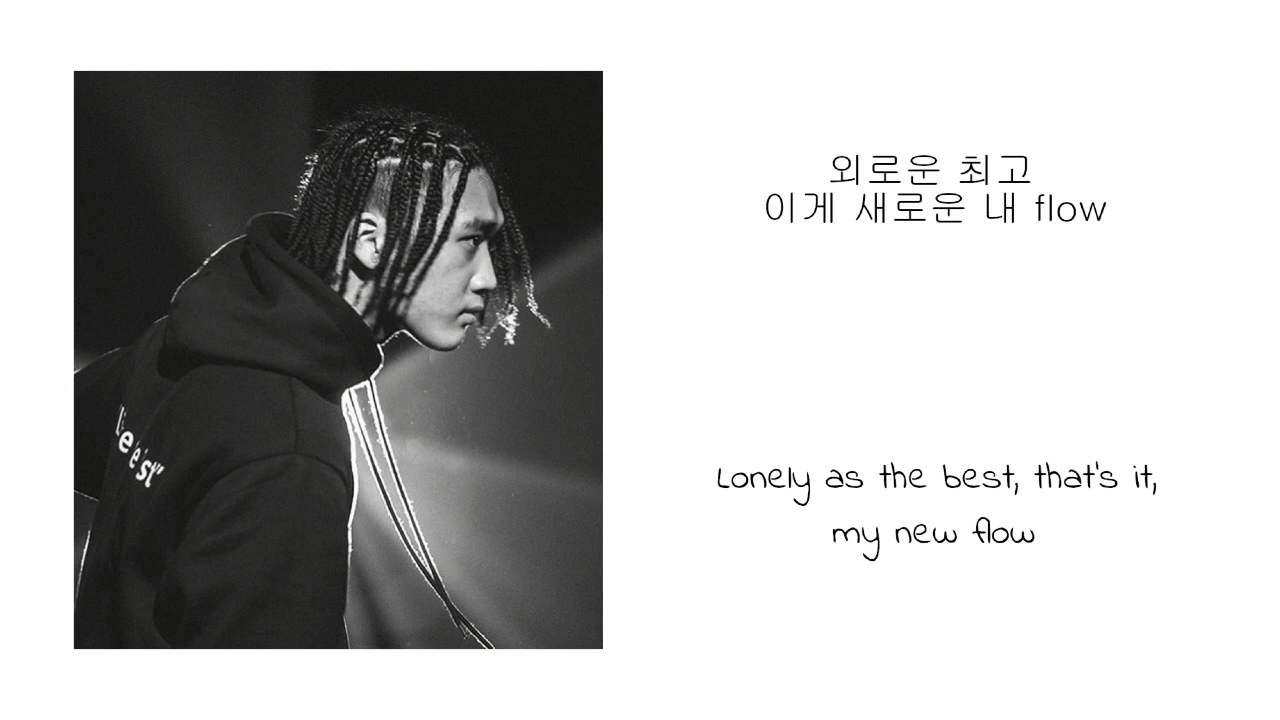 외로운 최고
이게 새로운 내 flow
Lonely as the best, that's it,
my new flow